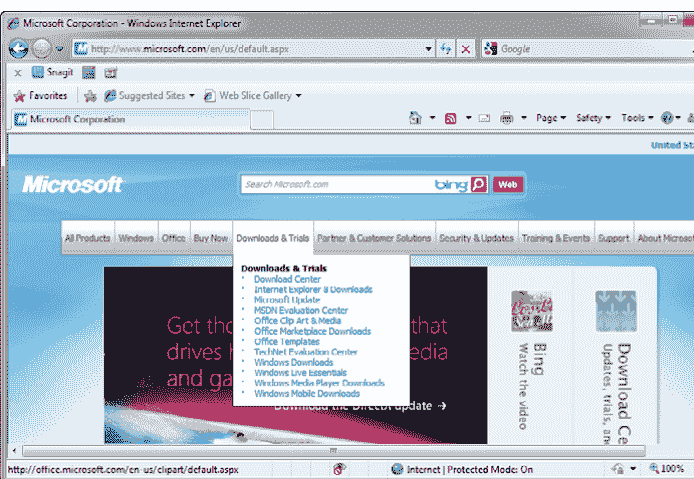 Microsoft Corporation - Windows Internet Explorer
http://www.microsoft.com/en/us/default.aspx
Google
x Snagit
Favorites Suggested Sites Web Slice Gallery
Microsoft Corporation
Page Safety Tools
United Sta
Microsoft
Search Microsoft.com bing Web
All Products Windows Office Buy Now Downloads & Trials Partner & Customer Solutions Security & Updates Training & Events Support About Microsof
Downloads & Trials
Download Center
Internet Explorer 8 Downloads
Microsoft Update
MSDN Evaluation Center
Office Clip Art & Media
Office Marketplace Downloads
Office Templates
TechNet Evaluation Center
Windows Downloads
Windows Live Essentials
Windows Media Player Downloads
Windows Mobile Downloads
Get the that
drives edia
and ga
Download the DirectX update →
Bing
Watch the video
Download Ce
Updates, trials, an
http://office.microsoft.com/en-us/clipart/default.aspx
Internet | Protected Mode: On
100%